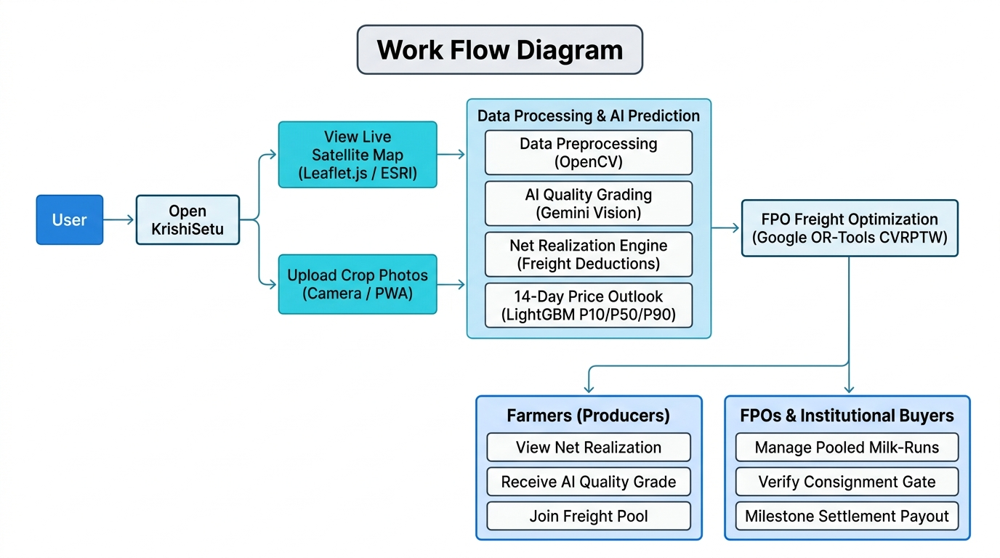 Work Flow Diagram
User
Open
KrishiSetu
View Live
Satellite Map
(Leaflet.js / ESRI)
Upload Crop Photos
(Camera / PWA)
Data Processing & AI Prediction
Data Preprocessing
(OpenCV)
AI Quality Grading
(Gemini Vision)
Net Realization Engine
(Freight Deductions)
14-Day Price Outlook
(LightGBM P10/P50/P90)
FPO Freight Optimization
(Google OR-Tools CVRPTW)
Farmers (Producers)
View Net Realization
Receive AI Quality Grade
Join Freight Pool
FPOs & Institutional Buyers
Manage Pooled Milk-Runs
Verify Consignment Gate
Milestone Settlement Payout